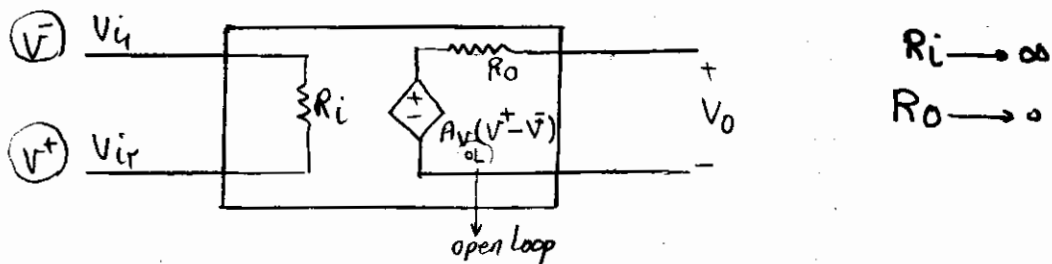 V⁻ Vi₁
Ri
Ro
+
-
Av(V⁺-V⁻)
OL
+
Vo
-
V⁺ Vi₂
open loop
Ri → ∞
Ro → 0